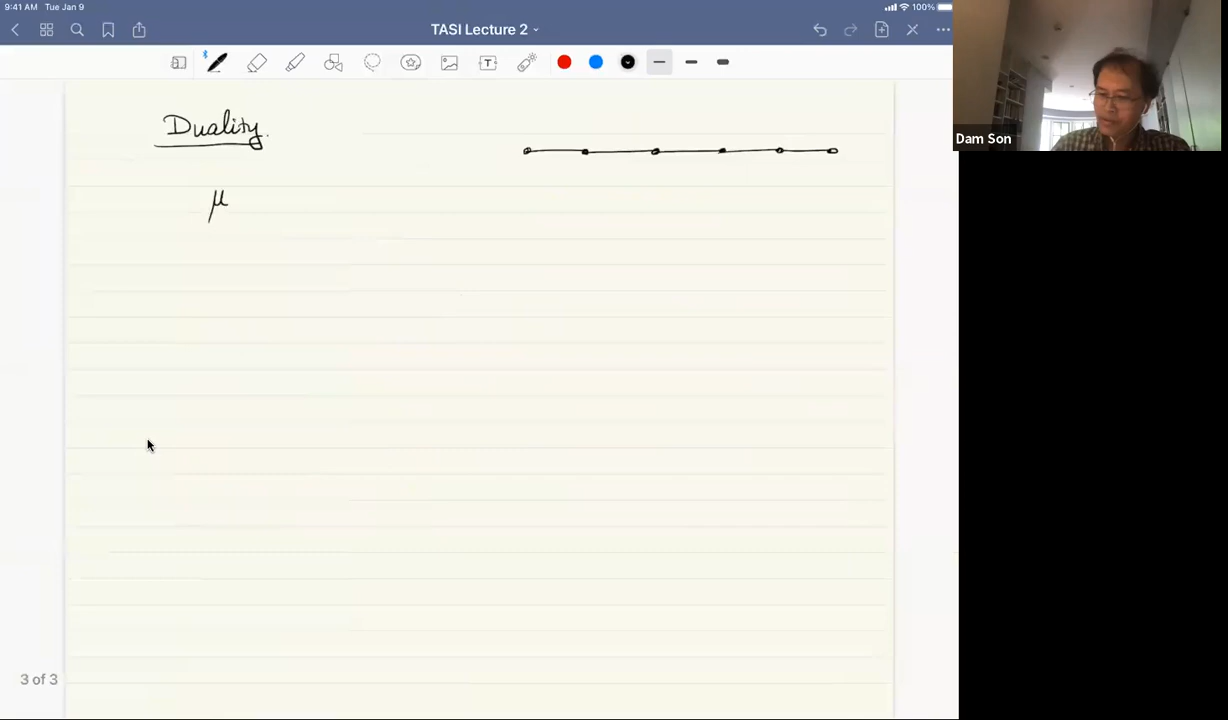 9:41 AM Tue Jan 9
100%
TASI Lecture 2
T
Dam Son
Duality.
μ
3 of 3